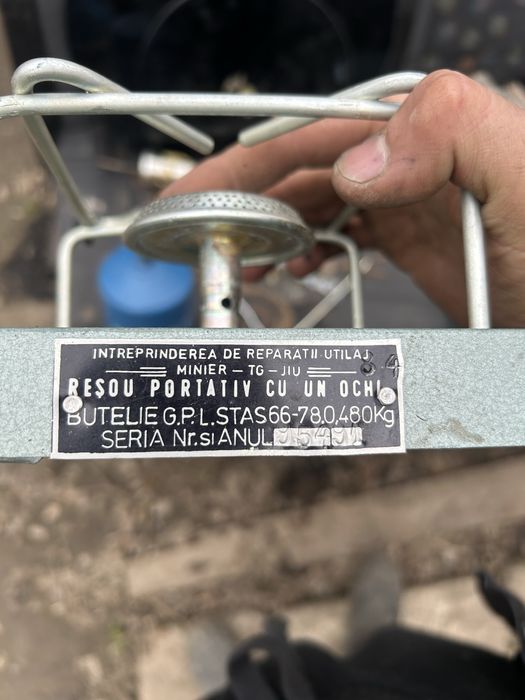 INTREPRINDEREA DE REPARATII UTILAJ
MINIER - TG - JIU
REȘOU PORTATIV CU UN OCHI
BUTELIE G.P.L. STAS 66-78.0,480Kg
SERIA Nr. si ANUL